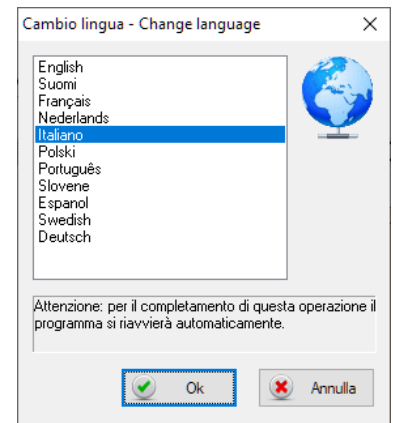 Cambio lingua - Change language
English
Suomi
Français
Nederlands
Italiano
Polski
Português
Slovene
Espanol
Swedish
Deutsch
Attenzione: per il completamento di questa operazione il
programma si riavvierà automaticamente.
Ok
Annulla